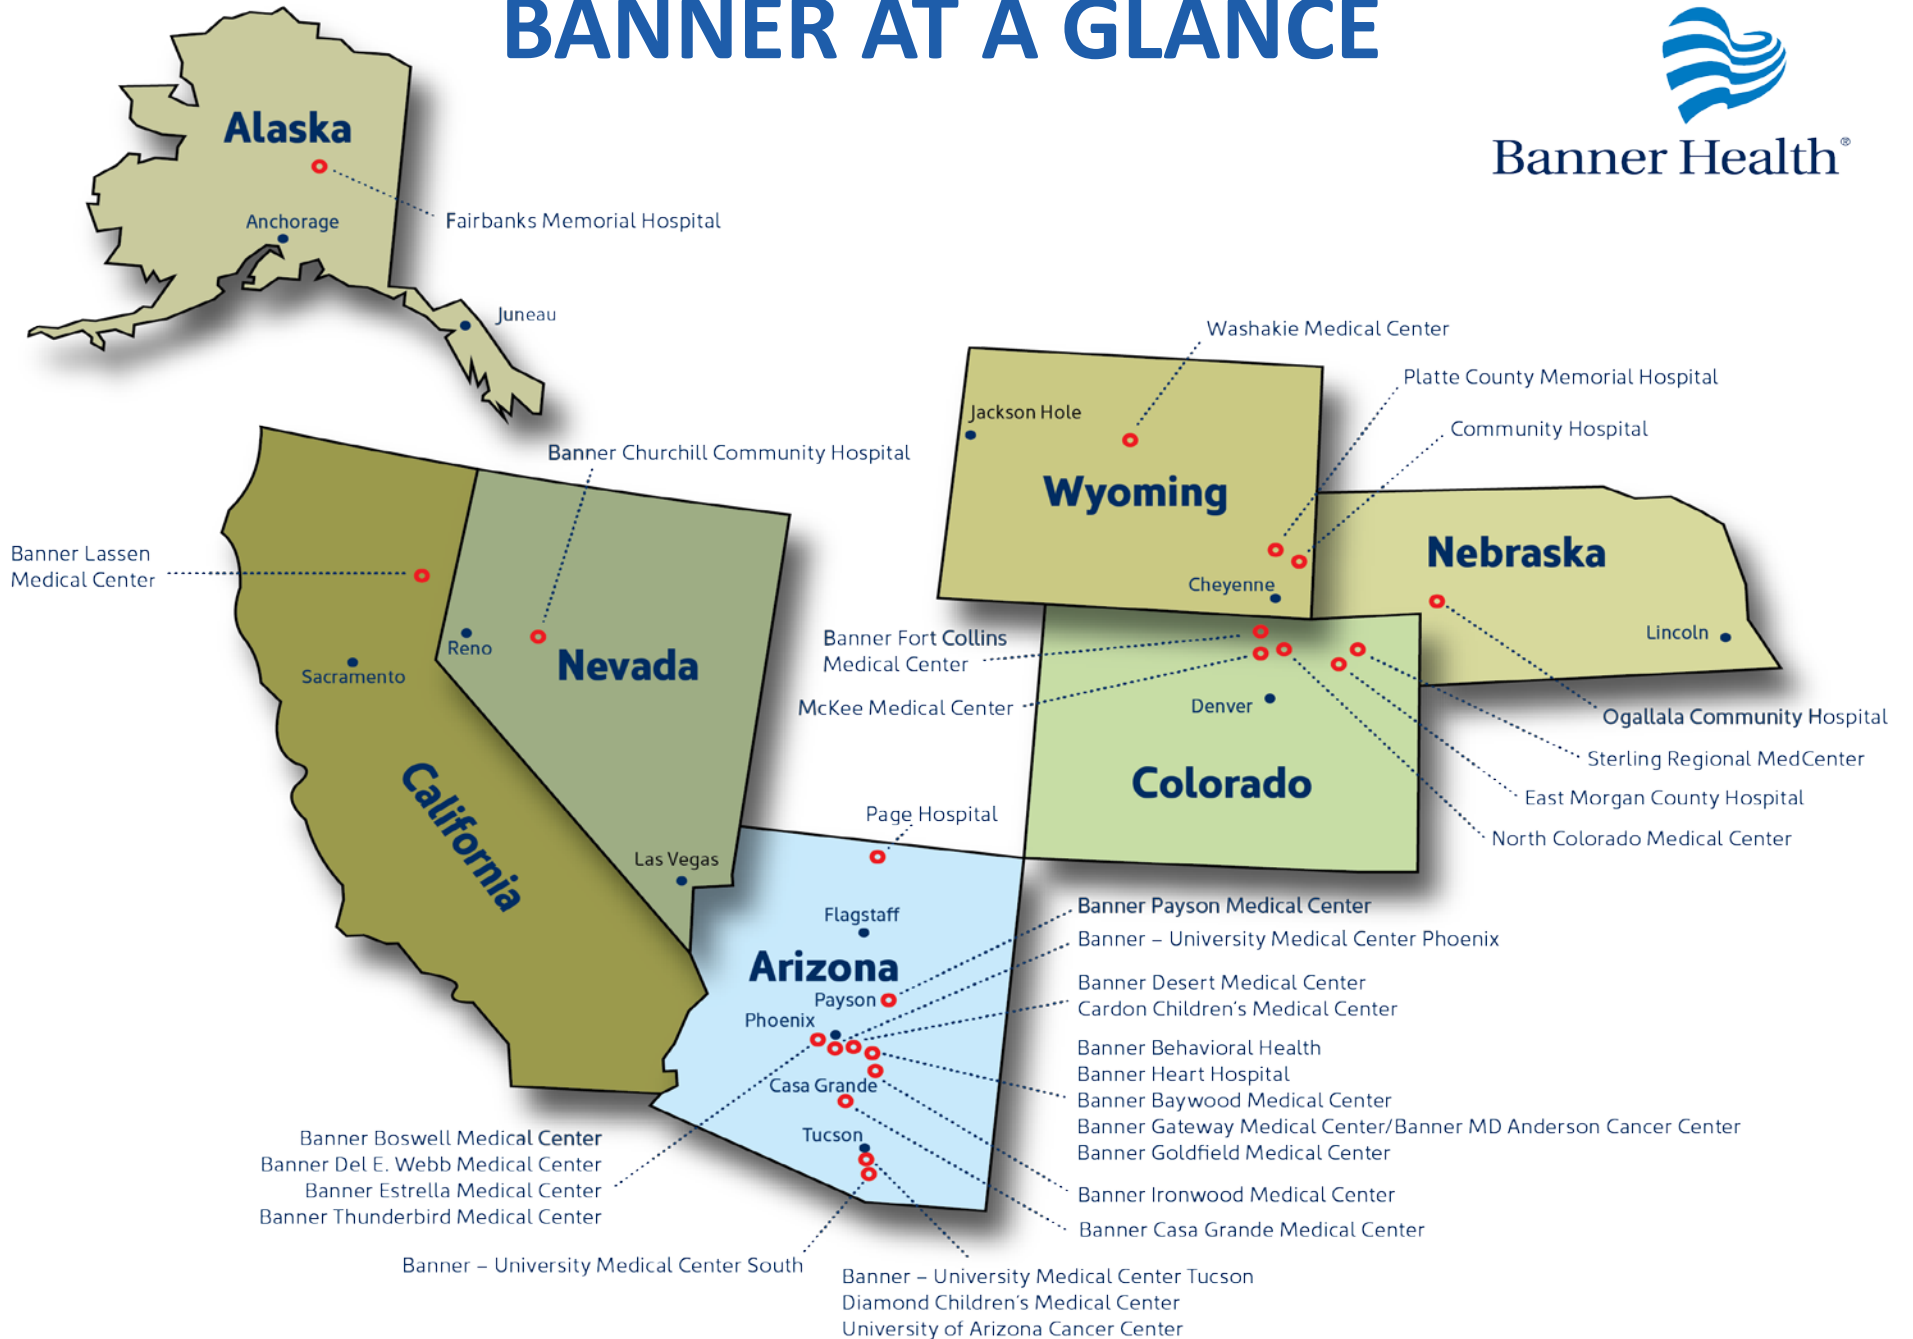 BANNER AT A GLANCE
Banner Health®
Alaska
Anchorage
Fairbanks Memorial Hospital
Juneau
Washakie Medical Center
Platte County Memorial Hospital
Community Hospital
Jackson Hole
Wyoming
Cheyenne
Nebraska
Lincoln
Banner Churchill Community Hospital
Banner Lassen
Medical Center
Reno
Nevada
Sacramento
California
Las Vegas
Banner Fort Collins
Medical Center
McKee Medical Center
Denver
Colorado
Ogallala Community Hospital
Sterling Regional MedCenter
East Morgan County Hospital
North Colorado Medical Center
Page Hospital
Flagstaff
Arizona
Payson
Phoenix
Casa Grande
Tucson
Banner Payson Medical Center
Banner – University Medical Center Phoenix
Banner Desert Medical Center
Cardon Children's Medical Center
Banner Behavioral Health
Banner Heart Hospital
Banner Baywood Medical Center
Banner Gateway Medical Center/Banner MD Anderson Cancer Center
Banner Goldfield Medical Center
Banner Ironwood Medical Center
Banner Casa Grande Medical Center
Banner Boswell Medical Center
Banner Del E. Webb Medical Center
Banner Estrella Medical Center
Banner Thunderbird Medical Center
Banner – University Medical Center South
Banner – University Medical Center Tucson
Diamond Children's Medical Center
University of Arizona Cancer Center